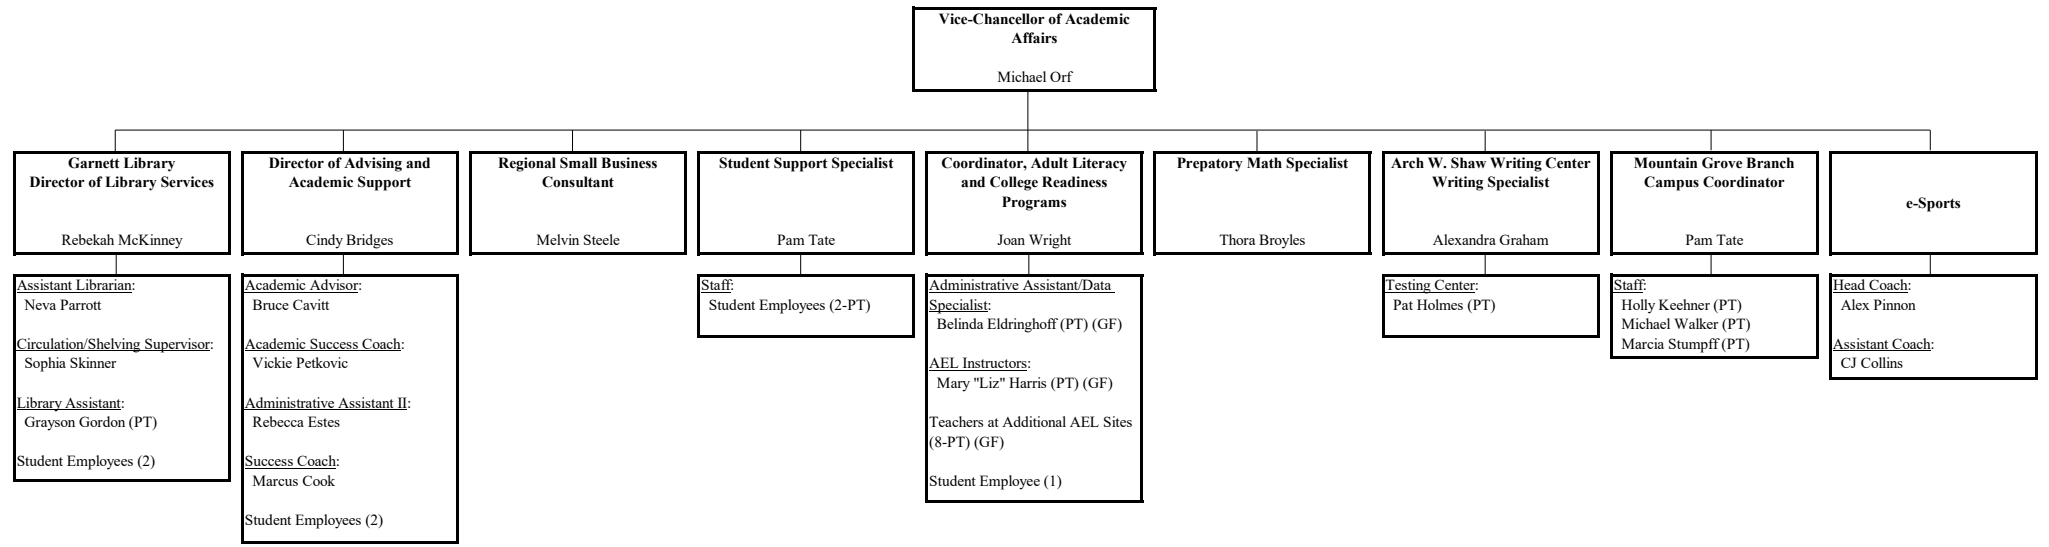 Vice-Chancellor of Academic
Affairs
Michael Orf
Garnett Library
Director of Library Services
Rebekah McKinney
Director of Advising and
Academic Support
Cindy Bridges
Regional Small Business
Consultant
Melvin Steele
Student Support Specialist
Pam Tate
Coordinator, Adult Literacy
and College Readiness
Programs
Joan Wright
Prepatory Math Specialist
Thora Broyles
Arch W. Shaw Writing Center
Writing Specialist
Alexandra Graham
Mountain Grove Branch
Campus Coordinator
Pam Tate
e-Sports
Assistant Librarian:
Neva Parrott
Circulation/Shelving Supervisor:
Sophia Skinner
Library Assistant:
Grayson Gordon (PT)
Student Employees (2)
Academic Advisor:
Bruce Cavitt
Academic Success Coach:
Vickie Petkovic
Administrative Assistant II:
Rebecca Estes
Success Coach:
Marcus Cook
Student Employees (2)
Staff:
Student Employees (2-PT)
Administrative Assistant/Data
Specialist:
Belinda Eldringhoff (PT) (GF)
AEL Instructors:
Mary "Liz" Harris (PT) (GF)
Teachers at Additional AEL Sites
(8-PT) (GF)
Student Employee (1)
Testing Center:
Pat Holmes (PT)
Staff:
Holly Keehner (PT)
Michael Walker (PT)
Marcia Stumpff (PT)
Head Coach:
Alex Pinnon
Assistant Coach:
CJ Collins